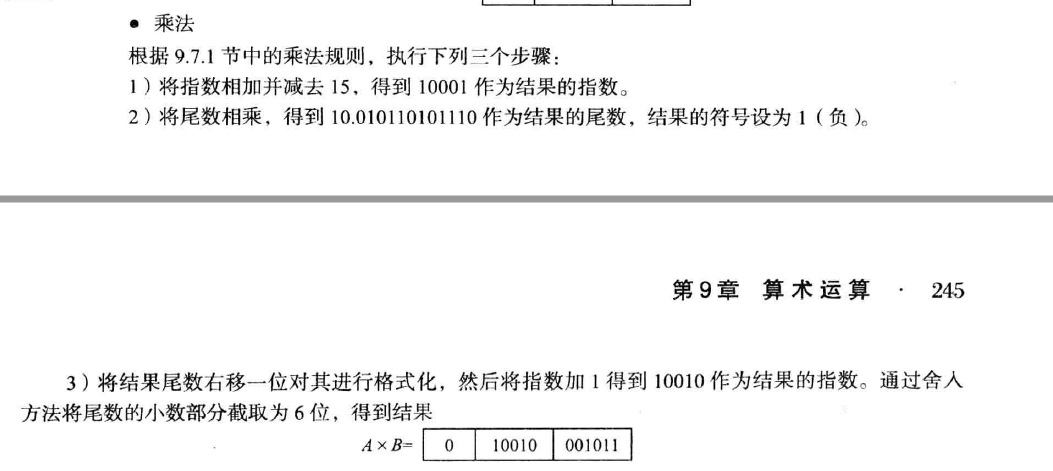 ● 乘法
根据 9.7.1 节中的乘法规则，执行下列三个步骤：
1）将指数相加并减去 15，得到 10001 作为结果的指数。
2）将尾数相乘，得到 10.010110101110 作为结果的尾数，结果的符号设为 1（负）。
第9章 算术运算 · 245
3）将结果尾数右移一位对其进行格式化，然后将指数加 1 得到 10010 作为结果的指数。通过舍入
方法将尾数的小数部分截取为 6 位，得到结果
A × B= 0 10010 001011